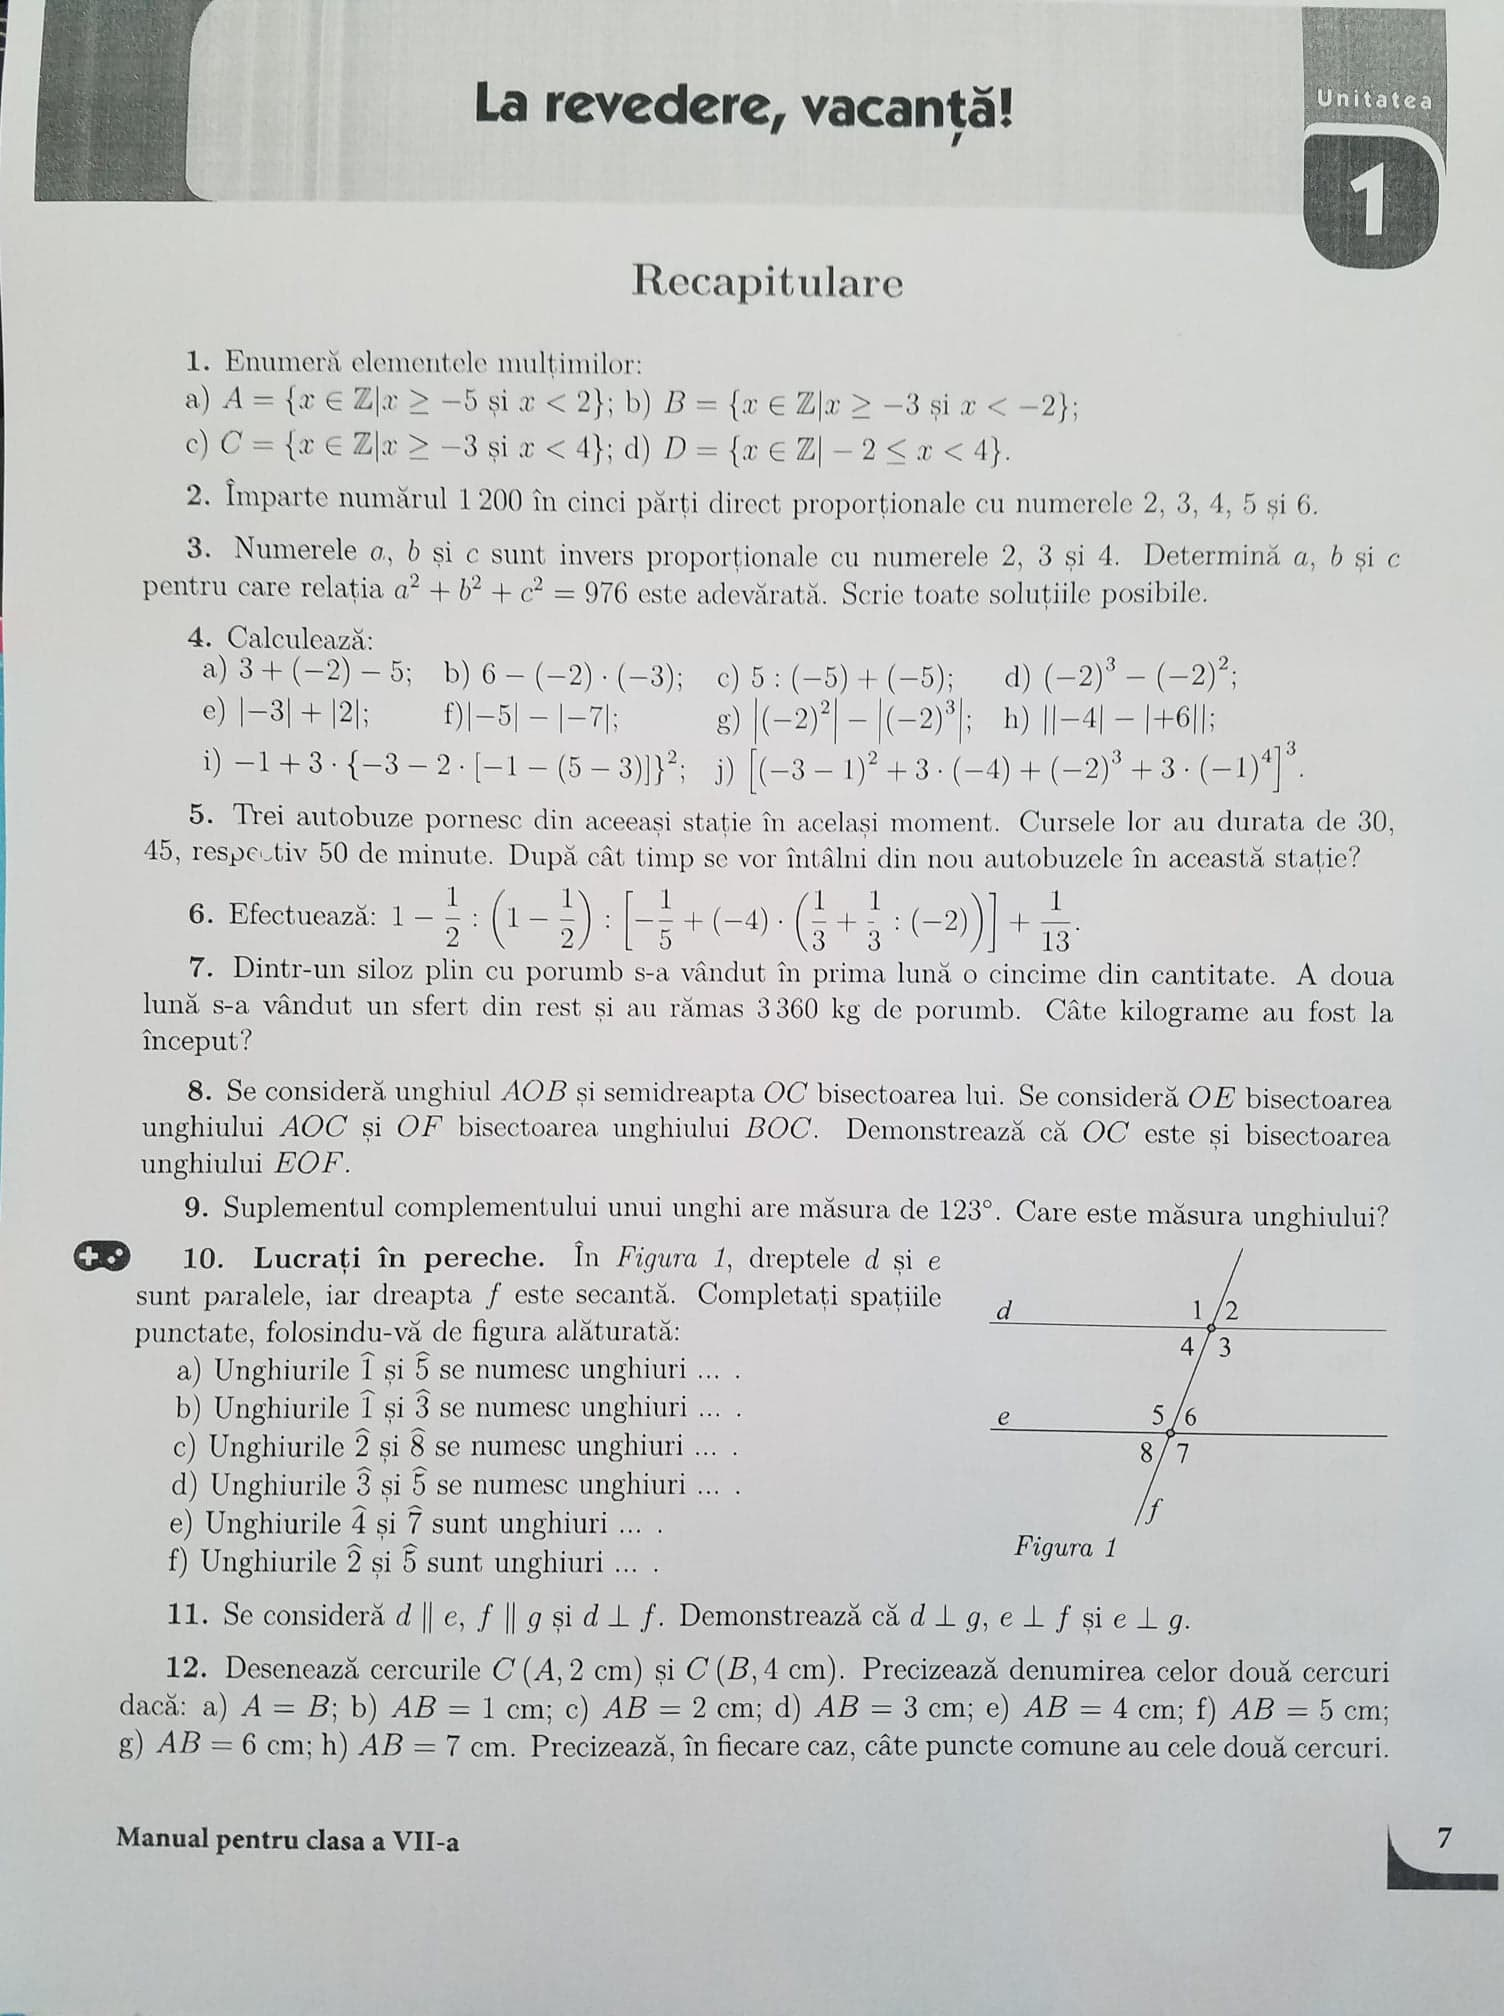 La revedere, vacanță!
Unitatea
1
Recapitulare
1. Enumeră elementele mulțimilor:
a) A = {x ∈ ℤ|x ≥ −5 și x < 2}; b) B = {x ∈ ℤ|x ≥ −3 și x < −2};
c) C = {x ∈ ℤ|x ≥ −3 și x < 4}; d) D = {x ∈ ℤ| − 2 ≤ x < 4}.
2. Împarte numărul 1 200 în cinci părți direct proporționale cu numerele 2, 3, 4, 5 și 6.
3. Numerele a, b și c sunt invers proporționale cu numerele 2, 3 și 4. Determină a, b și c
pentru care relația a² + b² + c² = 976 este adevărată. Scrie toate soluțiile posibile.
4. Calculează:
a) 3 + (−2) − 5; b) 6 − (−2) · (−3); c) 5 : (−5) + (−5); d) (−2)³ − (−2)²;
e) |−3| + |2|; f)|−5| − |−7|; g) |(−2)²| − |(−2)³|; h) ||−4| − |+6||;
i) −1 + 3 · {−3 − 2 · [−1 − (5 − 3)]}²; j) [(−3 − 1)² + 3 · (−4) + (−2)³ + 3 · (−1)⁴]³.
5. Trei autobuze pornesc din aceeași stație în același moment. Cursele lor au durata de 30,
45, respectiv 50 de minute. După cât timp se vor întâlni din nou autobuzele în această stație?
6. Efectuează: 1 − 1/2 : (1 − 1/2) : [−1/5 + (−4) · (1/3 + 1/3 : (−2))] + 1/13.
7. Dintr-un siloz plin cu porumb s-a vândut în prima lună o cincime din cantitate. A doua
lună s-a vândut un sfert din rest și au rămas 3 360 kg de porumb. Câte kilograme au fost la
început?
8. Se consideră unghiul AOB și semidreapta OC bisectoarea lui. Se consideră OE bisectoarea
unghiului AOC și OF bisectoarea unghiului BOC. Demonstrează că OC este și bisectoarea
unghiului EOF.
9. Suplementul complementului unui unghi are măsura de 123°. Care este măsura unghiului?
10. Lucrați în pereche. În Figura 1, dreptele d și e
sunt paralele, iar dreapta f este secantă. Completați spațiile
punctate, folosindu-vă de figura alăturată:
a) Unghiurile 1̂ și 5̂ se numesc unghiuri ... .
b) Unghiurile 1̂ și 3̂ se numesc unghiuri ... .
c) Unghiurile 2̂ și 8̂ se numesc unghiuri ... .
d) Unghiurile 3̂ și 5̂ se numesc unghiuri ... .
e) Unghiurile 4̂ și 7̂ sunt unghiuri ... .
f) Unghiurile 2̂ și 5̂ sunt unghiuri ... .
d 1 2
4 3
e 5 6
8 7
f
Figura 1
11. Se consideră d ∥ e, f ∥ g și d ⊥ f. Demonstrează că d ⊥ g, e ⊥ f și e ⊥ g.
12. Desenează cercurile C (A, 2 cm) și C (B, 4 cm). Precizează denumirea celor două cercuri
dacă: a) A = B; b) AB = 1 cm; c) AB = 2 cm; d) AB = 3 cm; e) AB = 4 cm; f) AB = 5 cm;
g) AB = 6 cm; h) AB = 7 cm. Precizează, în fiecare caz, câte puncte comune au cele două cercuri.
Manual pentru clasa a VII-a
7